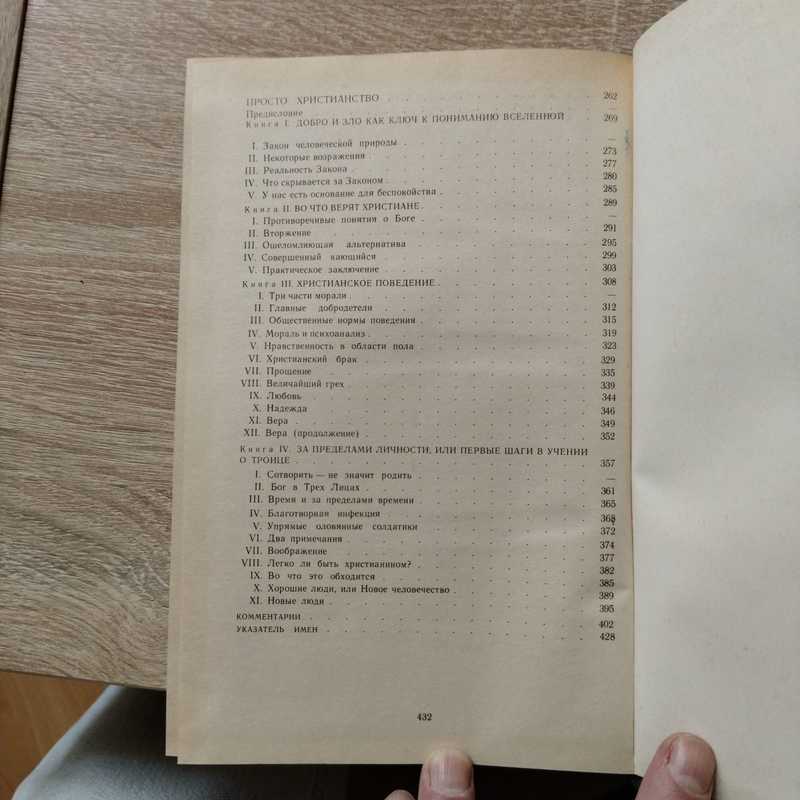 ПРОСТО ХРИСТИАНСТВО . . . . . . . . . . . . 262
Предисловие . . . . . . . . . . . .
Книга I. ДОБРО И ЗЛО КАК КЛЮЧ К ПОНИМАНИЮ ВСЕЛЕННОЙ 269
I. Закон человеческой природы . . . . . . . . —
II. Некоторые возражения . . . . . . . . 273
III. Реальность Закона . . . . . . . . 277
IV. Что скрывается за Законом . . . . . . . . 280
V. У нас есть основание для беспокойства . . . . . . 285
Книга II. ВО ЧТО ВЕРЯТ ХРИСТИАНЕ . . . . . . . . 289
I. Противоречивые понятия о Боге . . . . . . . . —
II. Вторжение . . . . . . . . 291
III. Ошеломляющая альтернатива . . . . . . . . 295
IV. Совершенный кающийся . . . . . . . . 299
V. Практическое заключение . . . . . . . . 303
Книга III. ХРИСТИАНСКОЕ ПОВЕДЕНИЕ . . . . . . . . 308
I. Три части морали . . . . . . . . —
II. Главные добродетели . . . . . . . . 312
III. Общественные нормы поведения . . . . . . . . 315
IV. Мораль и психоанализ . . . . . . . . 319
V. Нравственность в области пола . . . . . . . . 323
VI. Христианский брак . . . . . . . . 329
VII. Прощение . . . . . . . . 335
VIII. Величайший грех . . . . . . . . 339
IX. Любовь . . . . . . . . 344
X. Надежда . . . . . . . . 346
XI. Вера . . . . . . . . 349
XII. Вера (продолжение) . . . . . . . . 352
Книга IV. ЗА ПРЕДЕЛАМИ ЛИЧНОСТИ, ИЛИ ПЕРВЫЕ ШАГИ В УЧЕНИИ
О ТРОИЦЕ . . . . . . . . 357
I. Сотворить — не значит родить . . . . . . . . —
II. Бог в Трех Лицах . . . . . . . . 361
III. Время и за пределами времени . . . . . . . . 365
IV. Благотворная инфекция . . . . . . . . 368
V. Упрямые оловянные солдатики . . . . . . . . 372
VI. Два примечания . . . . . . . . 374
VII. Воображение . . . . . . . . 377
VIII. Легко ли быть христианином? . . . . . . . . 382
IX. Во что это обходится . . . . . . . . 385
X. Хорошие люди, или Новое человечество . . . . . . 389
XI. Новые люди . . . . . . . . 395
КОММЕНТАРИИ . . . . . . . . 402
УКАЗАТЕЛЬ ИМЕН . . . . . . . . 428
432